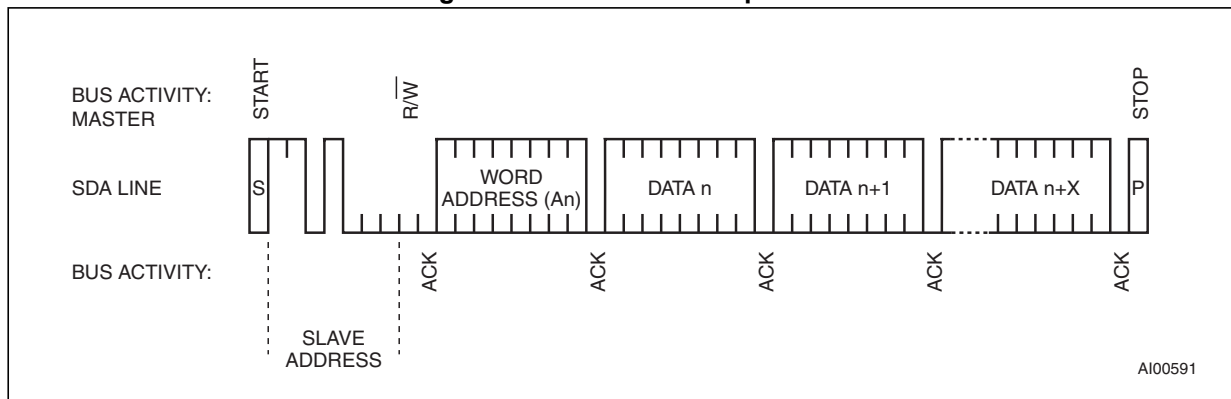 BUS ACTIVITY:
MASTER
START
R/W
STOP
SDA LINE
S
WORD
ADDRESS (An)
DATA n
DATA n+1
DATA n+X
P
BUS ACTIVITY:
ACK
ACK
ACK
ACK
ACK
SLAVE
ADDRESS
AI00591